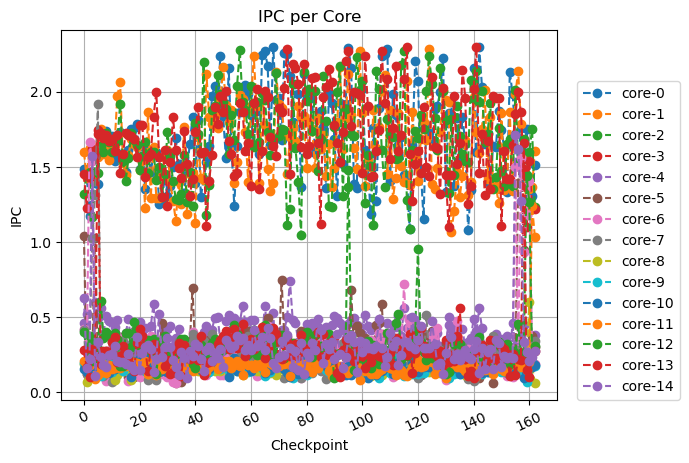 IPC per Core
IPC
2.0
1.5
1.0
0.5
0.0
0
20
40
60
80
100
120
140
160
Checkpoint
core-0
core-1
core-2
core-3
core-4
core-5
core-6
core-7
core-8
core-9
core-10
core-11
core-12
core-13
core-14